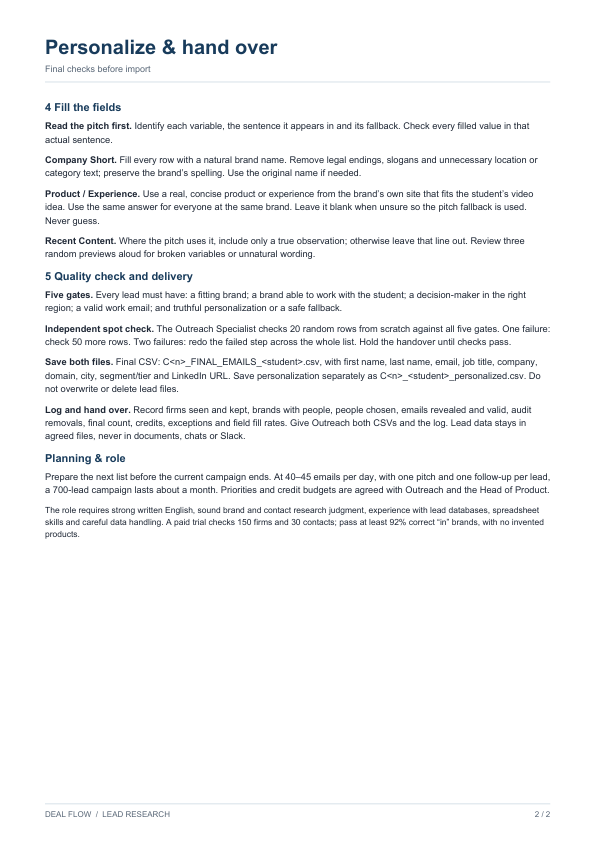 Personalize & hand over
Final checks before import
4 Fill the fields
Read the pitch first. Identify each variable, the sentence it appears in and its fallback. Check every filled value in that
actual sentence.
Company Short. Fill every row with a natural brand name. Remove legal endings, slogans and unnecessary location or
category text; preserve the brand’s spelling. Use the original name if needed.
Product / Experience. Use a real, concise product or experience from the brand’s own site that fits the student’s video
idea. Use the same answer for everyone at the same brand. Leave it blank when unsure so the pitch fallback is used.
Never guess.
Recent Content. Where the pitch uses it, include only a true observation; otherwise leave that line out. Review three
random previews aloud for broken variables or unnatural wording.
5 Quality check and delivery
Five gates. Every lead must have: a fitting brand; a brand able to work with the student; a decision-maker in the right
region; a valid work email; and truthful personalization or a safe fallback.
Independent spot check. The Outreach Specialist checks 20 random rows from scratch against all five gates. One failure:
check 50 more rows. Two failures: redo the failed step across the whole list. Hold the handover until checks pass.
Save both files. Final CSV: C<n>_FINAL_EMAILS_<student>.csv, with first name, last name, email, job title, company,
domain, city, segment/tier and LinkedIn URL. Save personalization separately as C<n>_<student>_personalized.csv. Do
not overwrite or delete lead files.
Log and hand over. Record firms seen and kept, brands with people, people chosen, emails revealed and valid, audit
removals, final count, credits, exceptions and field fill rates. Give Outreach both CSVs and the log. Lead data stays in
agreed files, never in documents, chats or Slack.
Planning & role
Prepare the next list before the current campaign ends. At 40–45 emails per day, with one pitch and one follow-up per lead,
a 700-lead campaign lasts about a month. Priorities and credit budgets are agreed with Outreach and the Head of Product.
The role requires strong written English, sound brand and contact research judgment, experience with lead databases, spreadsheet
skills and careful data handling. A paid trial checks 150 firms and 30 contacts; pass at least 92% correct “in” brands, with no invented
products.
DEAL FLOW / LEAD RESEARCH
2 / 2